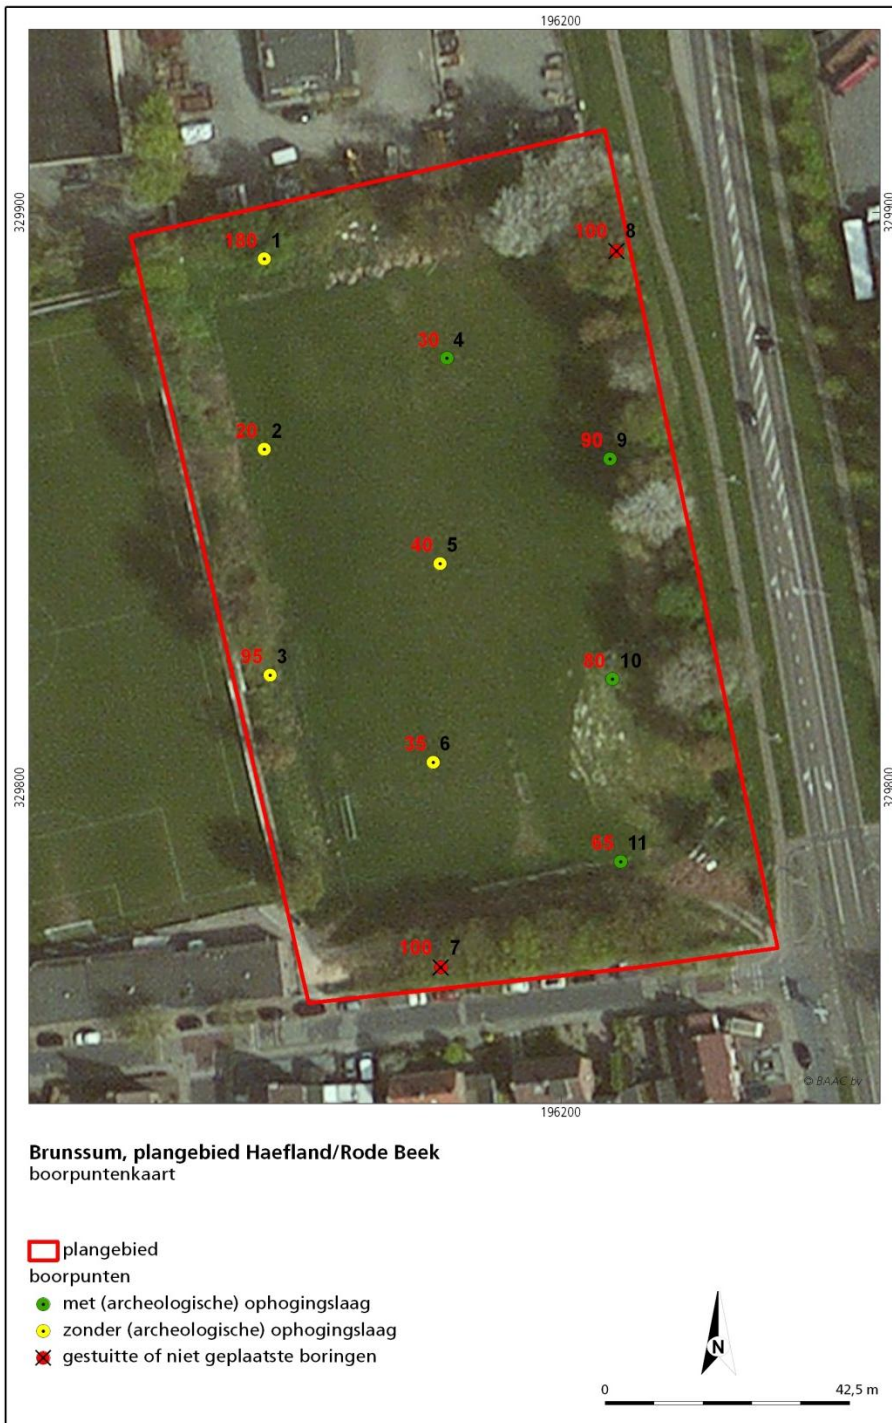 196200
329900
329900
180 1
100 8
30 4
20 2
90 9
40 5
95 3
80 10
35 6
329800
329800
65 11
100 7
© BAAC bv
196200
Brunssum, plangebied Haefland/Rode Beek
boorpuntenkaart
plangebied
boorpunten
met (archeologische) ophogingslaag
zonder (archeologische) ophogingslaag
gestuitte of niet geplaatste boringen
N
0 42,5 m